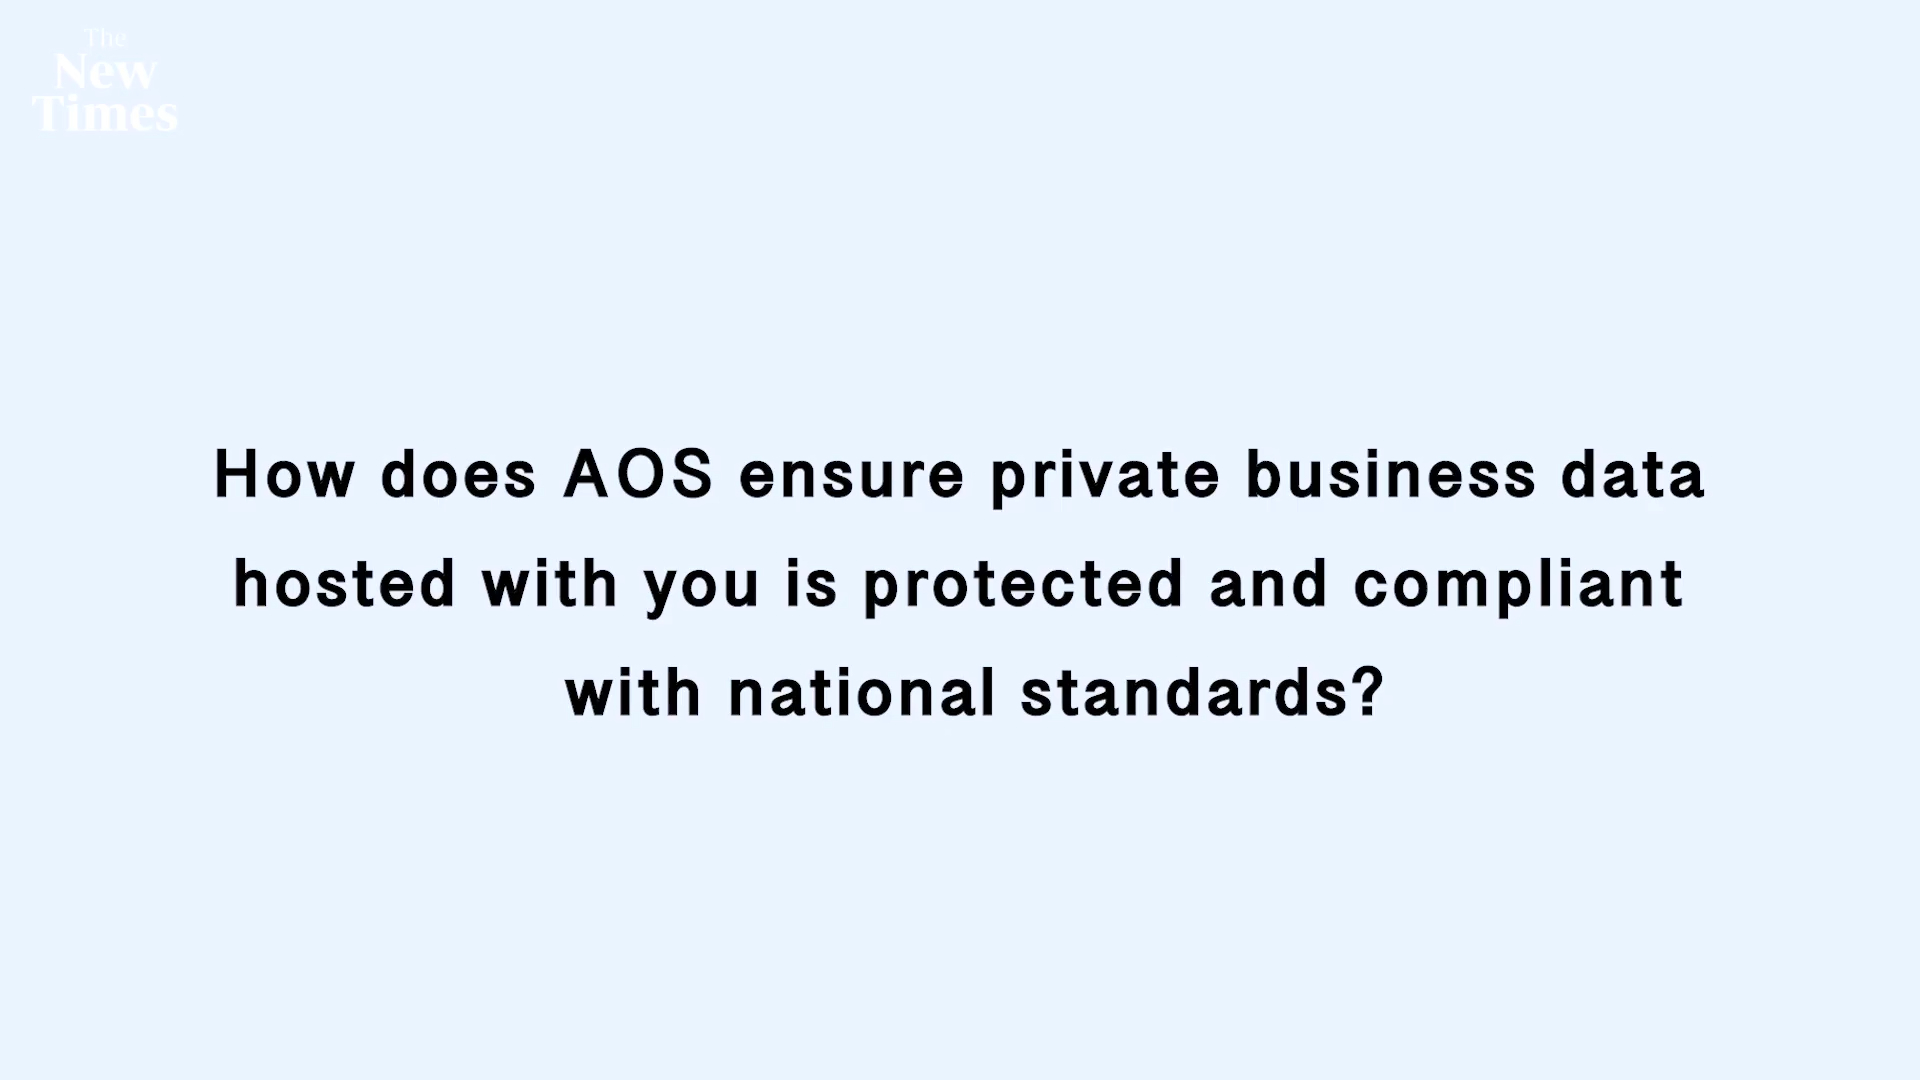 The
New
Times
How does AOS ensure private business data
hosted with you is protected and compliant
with national standards?